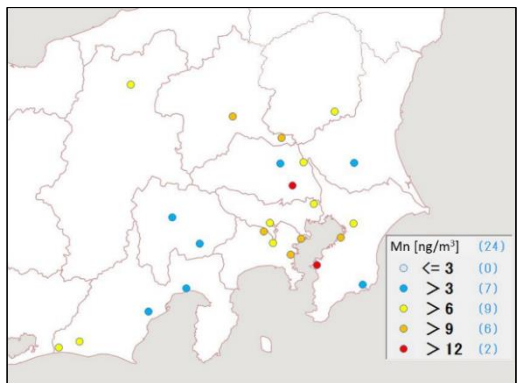 Mn [ng/m³] (24)
<= 3 (0)
> 3 (7)
> 6 (9)
> 9 (6)
> 12 (2)